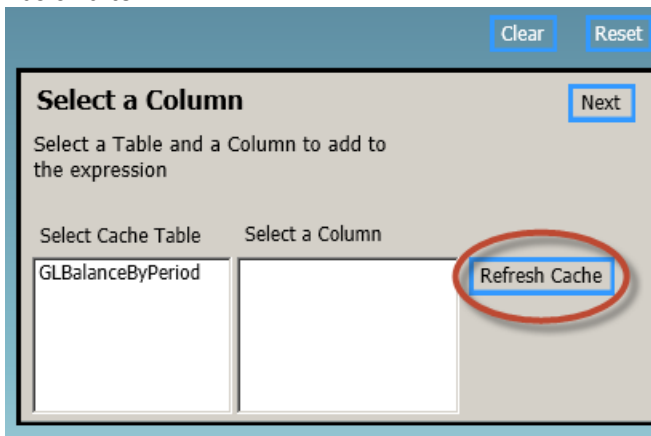 Clear Reset
Select a Column Next
Select a Table and a Column to add to
the expression
Select Cache Table Select a Column
GLBalanceByPeriod Refresh Cache